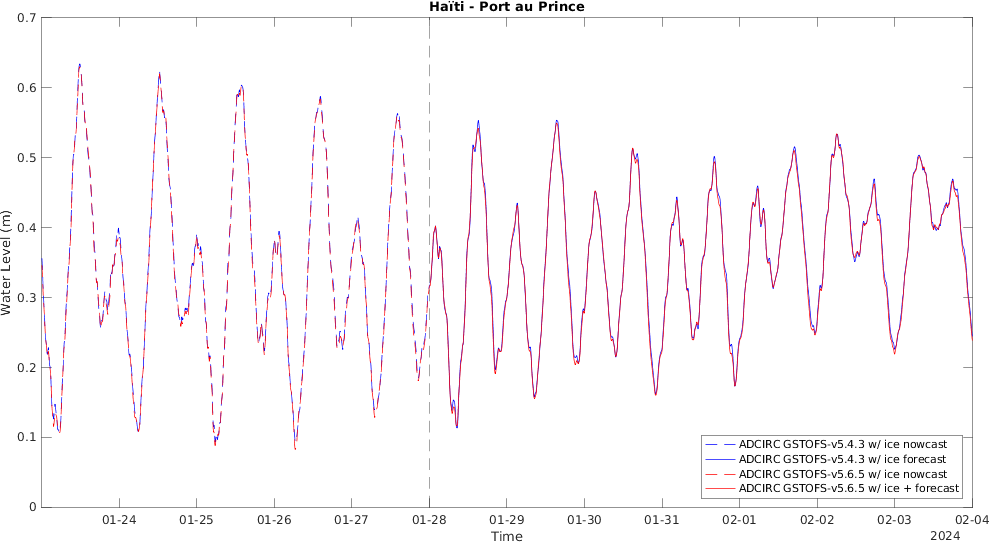 Haïti - Port au Prince
0.7
0.6
0.5
0.4
0.3
0.2
0.1
0
Water Level (m)
01-24 01-25 01-26 01-27 01-28 01-29 01-30 01-31 02-01 02-02 02-03 02-04
Time
2024
ADCIRC GSTOFS-v5.4.3 w/ ice nowcast
ADCIRC GSTOFS-v5.4.3 w/ ice forecast
ADCIRC GSTOFS-v5.6.5 w/ ice nowcast
ADCIRC GSTOFS-v5.6.5 w/ ice + forecast